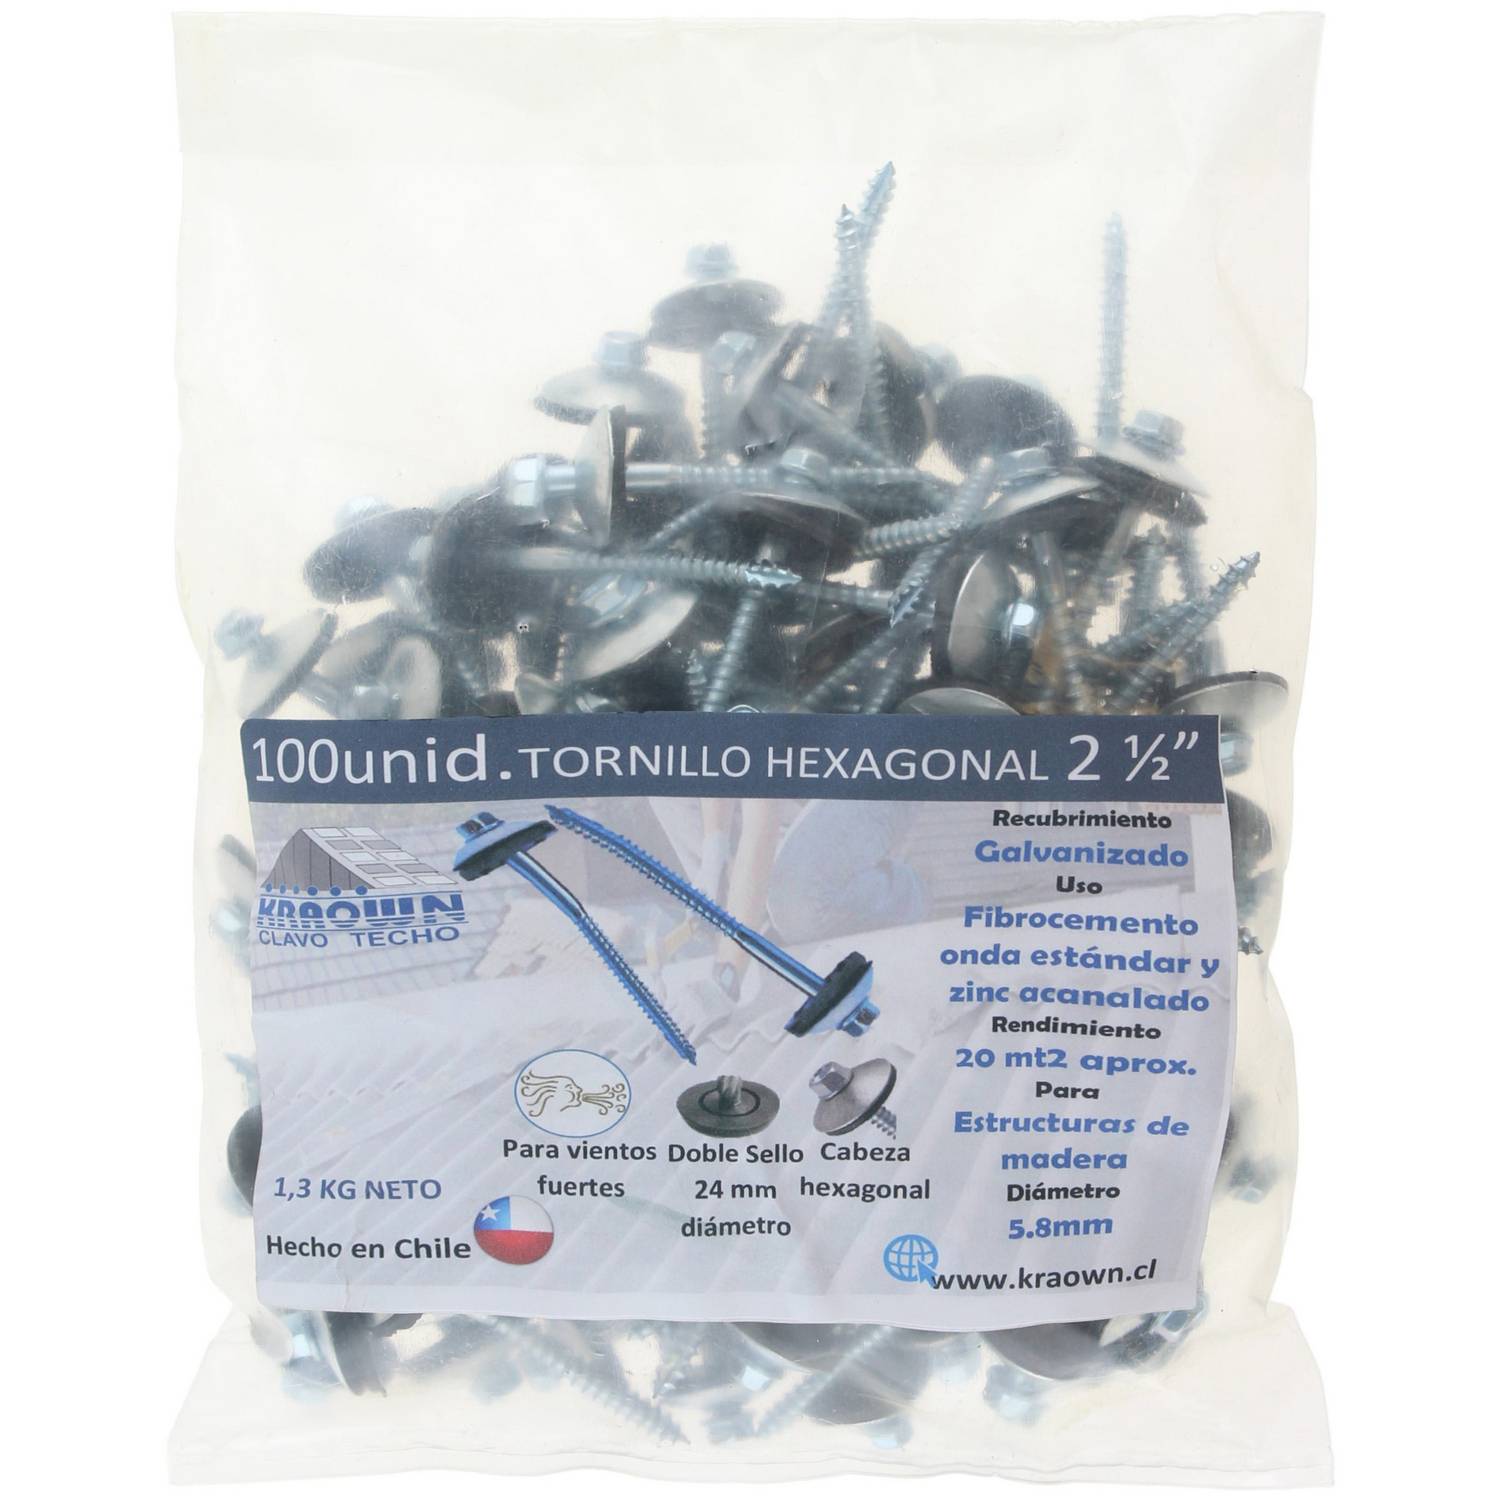 100unid. TORNILLO HEXAGONAL 2 ½”
KRAOWN
CLAVO TECHO
Recubrimiento
Galvanizado
Uso
Fibrocemento
onda estándar y
zinc acanalado
Rendimiento
20 mt2 aprox.
Para
Estructuras de
madera
Diámetro
5.8mm
Para vientos
fuertes
Doble Sello
24 mm
diámetro
Cabeza
hexagonal
1,3 KG NETO
Hecho en Chile
www.kraown.cl